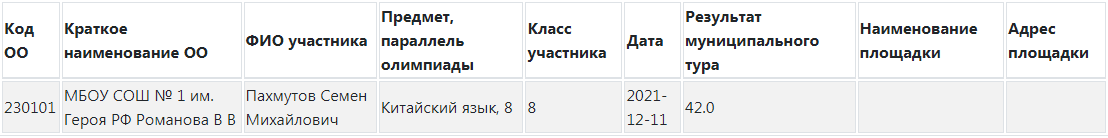 Код ОО
Краткое наименование ОО
ФИО участника
Предмет, параллель олимпиады
Класс участника
Дата
Результат муниципального тура
Наименование площадки
Адрес площадки
230101
МБОУ СОШ № 1 им. Героя РФ Романова В В
Пахмутов Семен Михайлович
Китайский язык, 8
8
2021-12-11
42.0